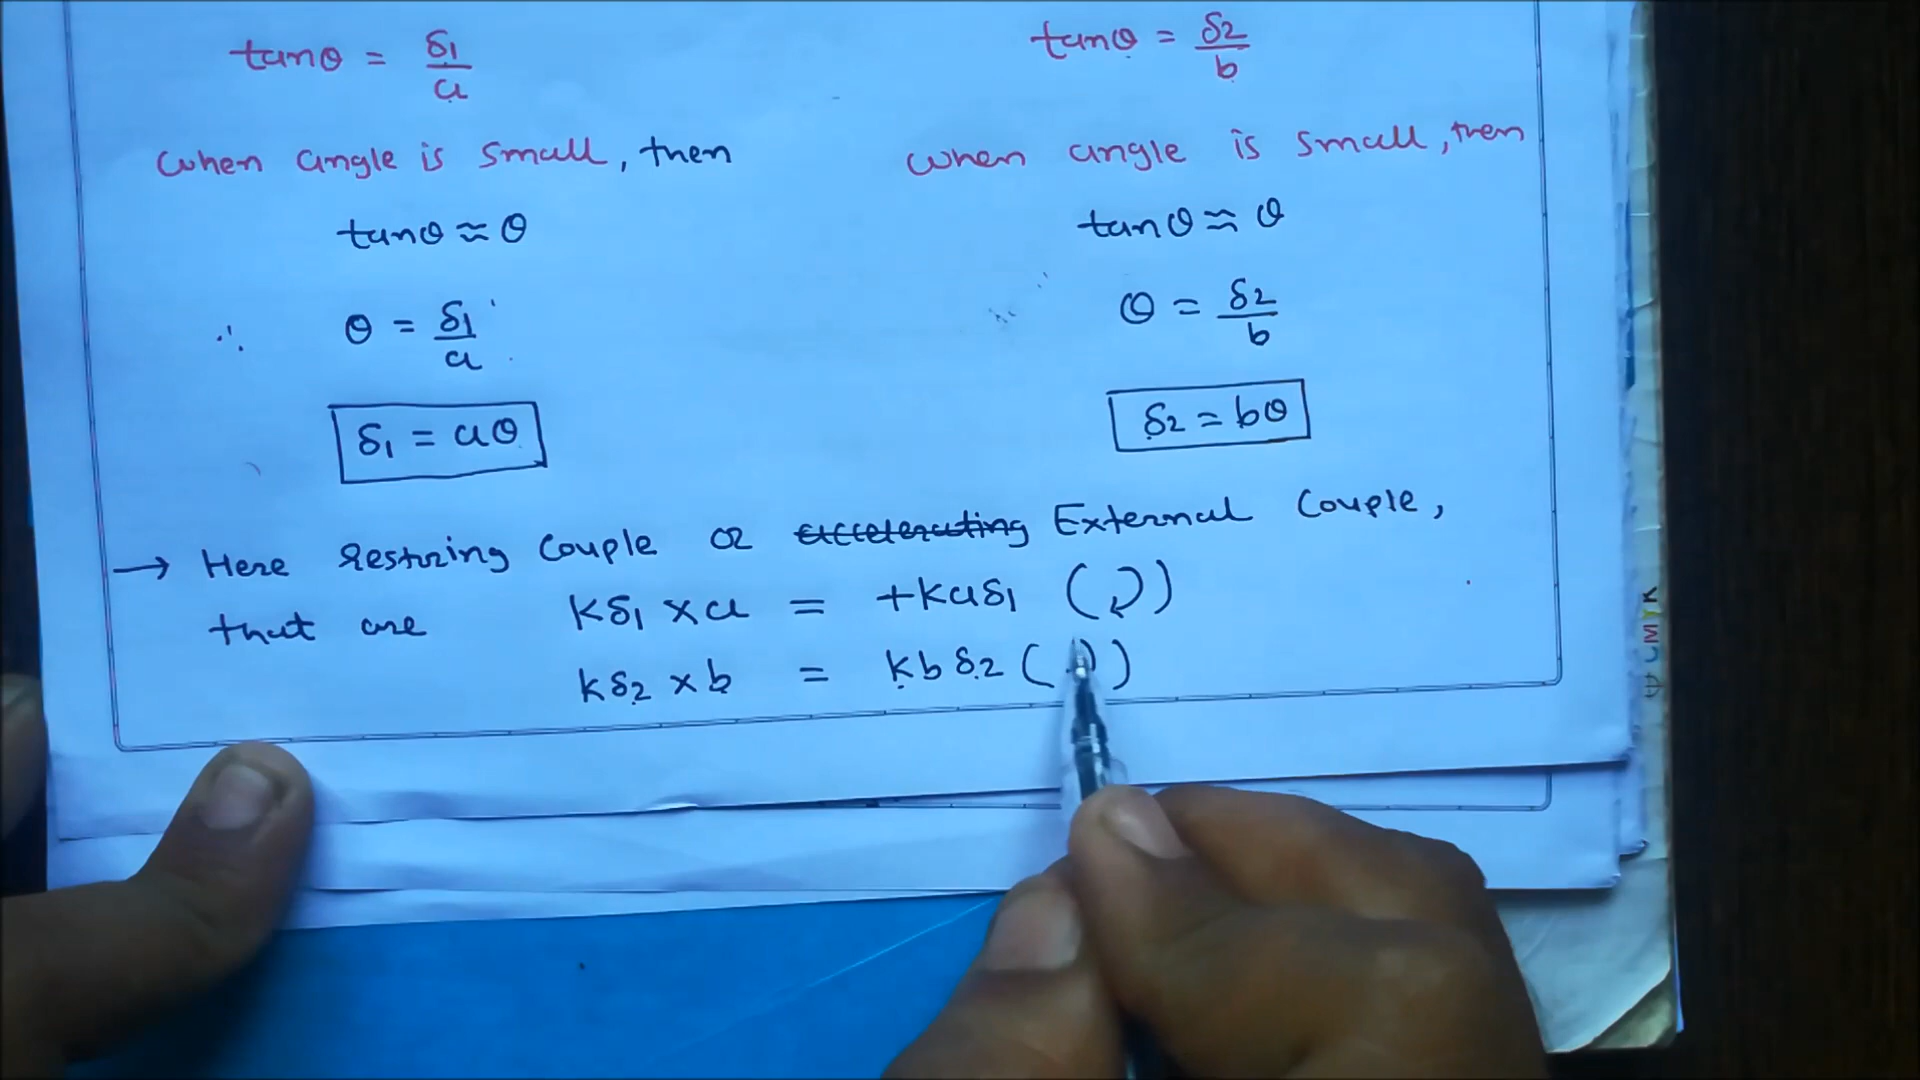 tanθ = δ1/a
tanθ = δ2/b
When angle is small, then
When angle is small, then
tanθ ≈ θ
tanθ ≈ θ
∴ θ = δ1/a
θ = δ2/b
δ1 = aθ
δ2 = bθ
→ Here restoring couple or accelerating External Couple,
that are kδ1 × a = +kaδ1 (↻)
kδ2 × b = kbδ2 ( )